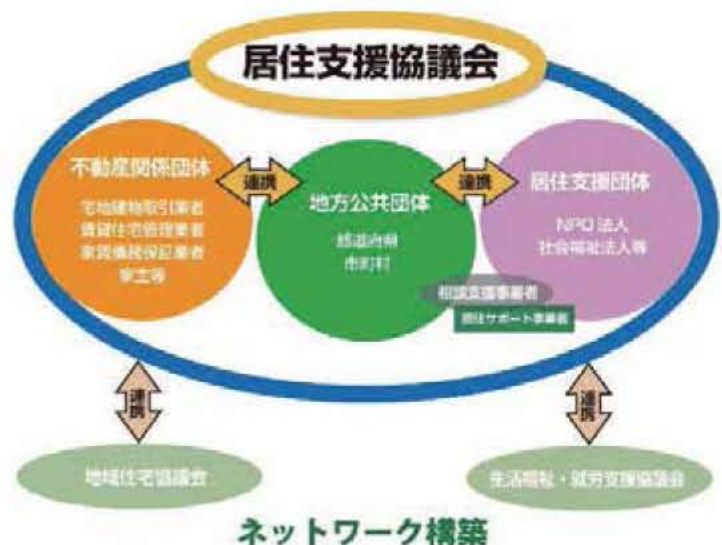 居住支援協議会
不動産関係団体
宅地建物取引業者
賃貸住宅管理業者
家賃債務保証業者
家主等
連携
地方公共団体
都道府県
市町村
連携
居住支援団体
NPO法人
社会福祉法人等
相談支援事業者
居住サポート事業者
連携
連携
地域住宅協議会
生活福祉・就労支援協議会
ネットワーク構築